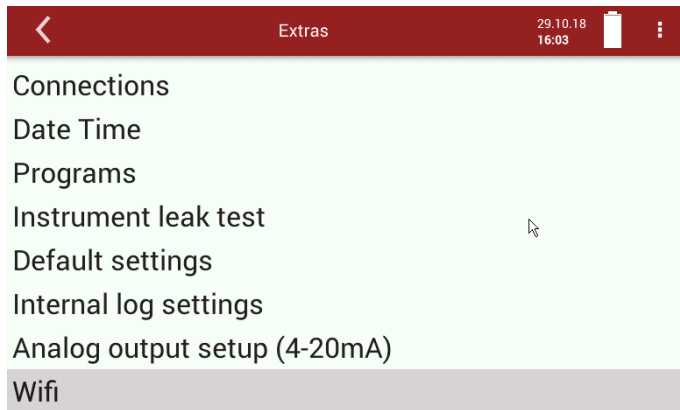 Extras
29.10.18
16:03
Connections
Date Time
Programs
Instrument leak test
Default settings
Internal log settings
Analog output setup (4-20mA)
Wifi